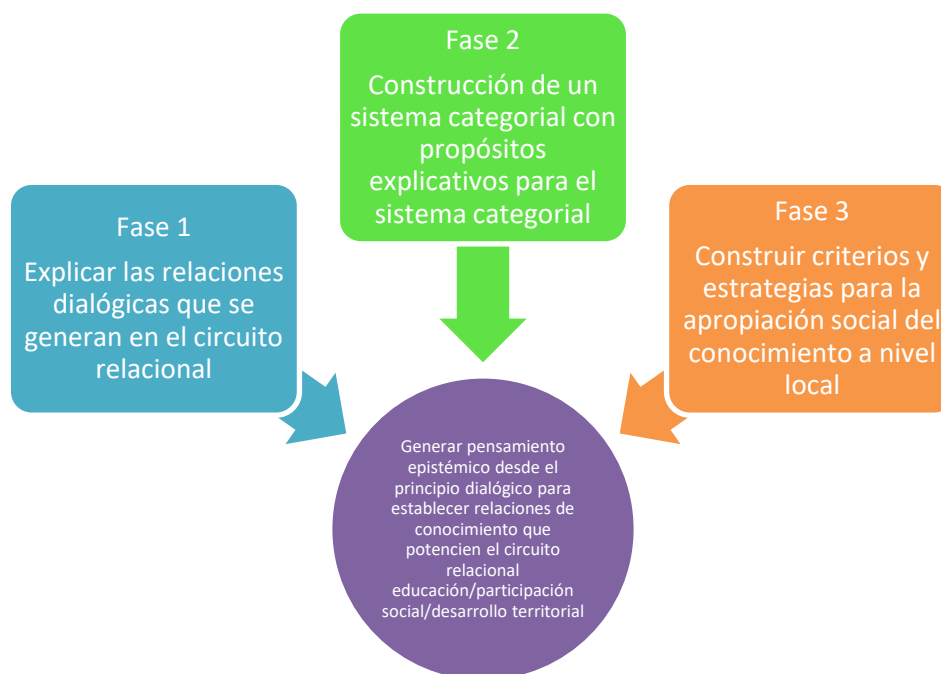 Fase 1
Explicar las relaciones
dialógicas que se
generan en el circuito
relacional
Fase 2
Construcción de un
sistema categorial con
propósitos
explicativos para el
sistema categorial
Fase 3
Construir criterios y
estrategias para la
apropiación social del
conocimiento a nivel
local
Generar pensamiento
epistémico desde el
principio dialógico para
establecer relaciones de
conocimiento que
potencien el circuito
relacional
educación/participación
social/desarrollo territorial